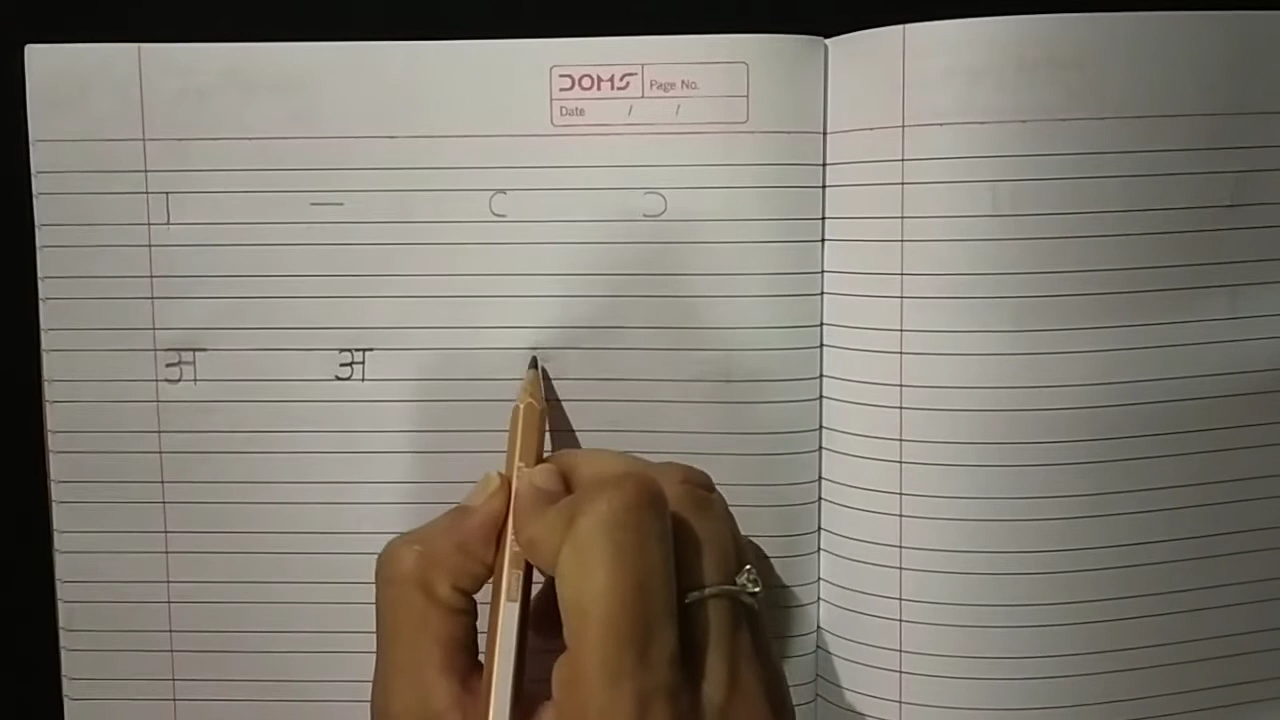 DOMS Page No.
Date / /
अ अ